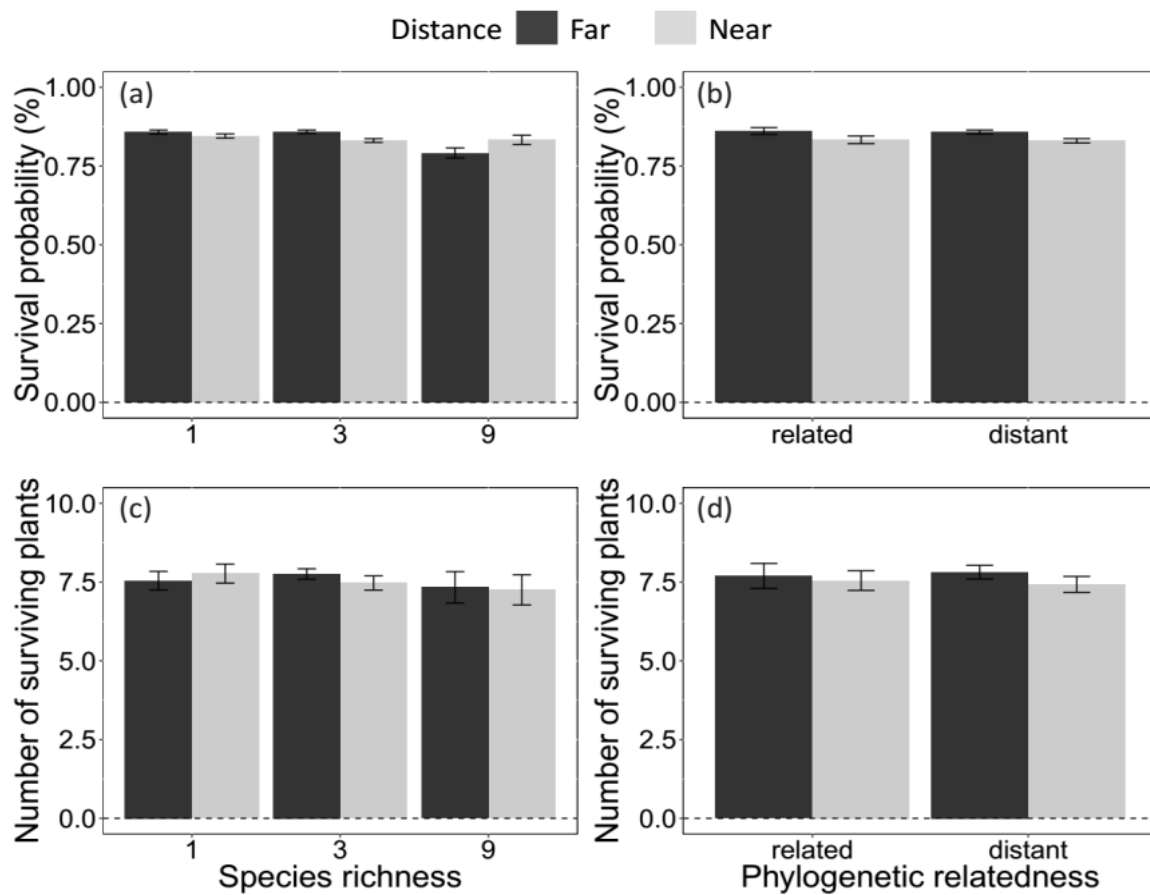 Distance Far Near
(a)
Survival probability (%)
1.00
0.75
0.50
0.25
0.00
1 3 9
(b)
Survival probability (%)
1.00
0.75
0.50
0.25
0.00
related distant
(c)
Number of surviving plants
10.0
7.5
5.0
2.5
0.0
1 3 9
Species richness
(d)
Number of surviving plants
10.0
7.5
5.0
2.5
0.0
related distant
Phylogenetic relatedness